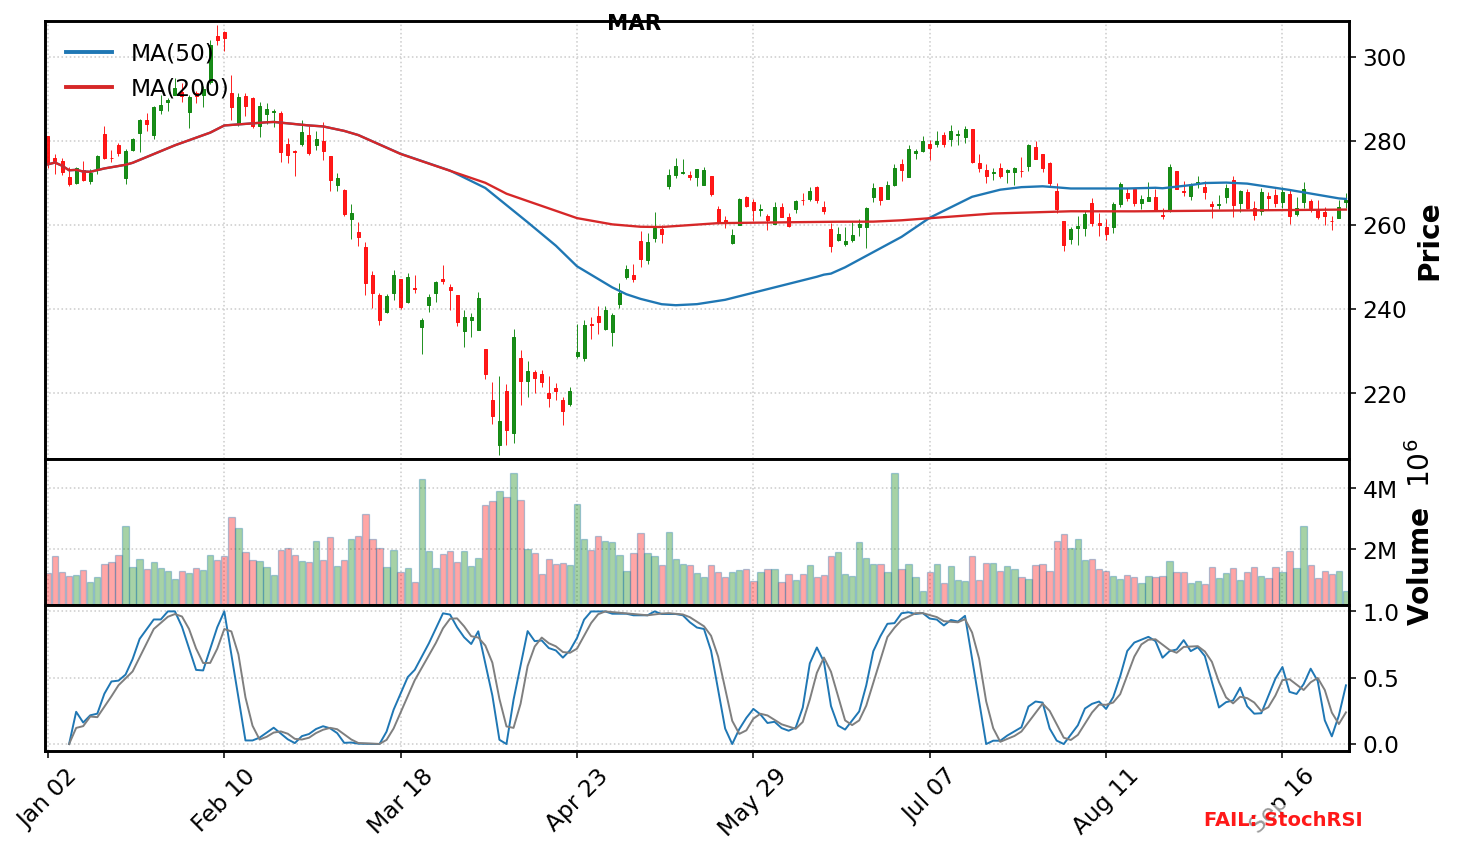 MAR
MA(50)
MA(200)
300
280
260
240
220
Price
4M
2M
Volume 10⁶
1.0
0.5
0.0
Jan 02
Feb 10
Mar 18
Apr 23
May 29
Jul 07
Aug 11
Sep 16
FAIL: StochRSI